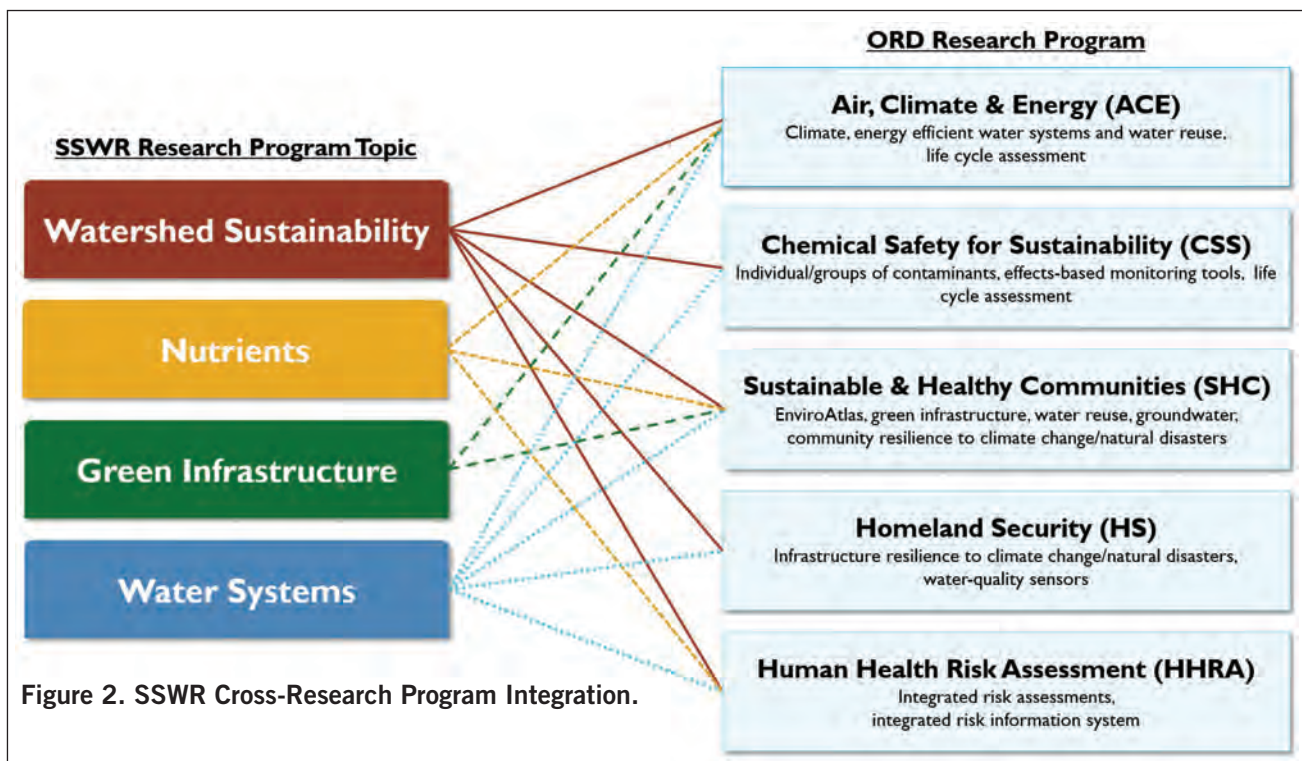 SSWR Research Program Topic
Watershed Sustainability
Nutrients
Green Infrastructure
Water Systems
ORD Research Program
Air, Climate & Energy (ACE)
Climate, energy efficient water systems and water reuse,
life cycle assessment
Chemical Safety for Sustainability (CSS)
Individual/groups of contaminants, effects-based monitoring tools, life
cycle assessment
Sustainable & Healthy Communities (SHC)
EnviroAtlas, green infrastructure, water reuse, groundwater,
community resilience to climate change/natural disasters
Homeland Security (HS)
Infrastructure resilience to climate change/natural disasters,
water-quality sensors
Human Health Risk Assessment (HHRA)
Integrated risk assessments,
integrated risk information system
Figure 2. SSWR Cross-Research Program Integration.